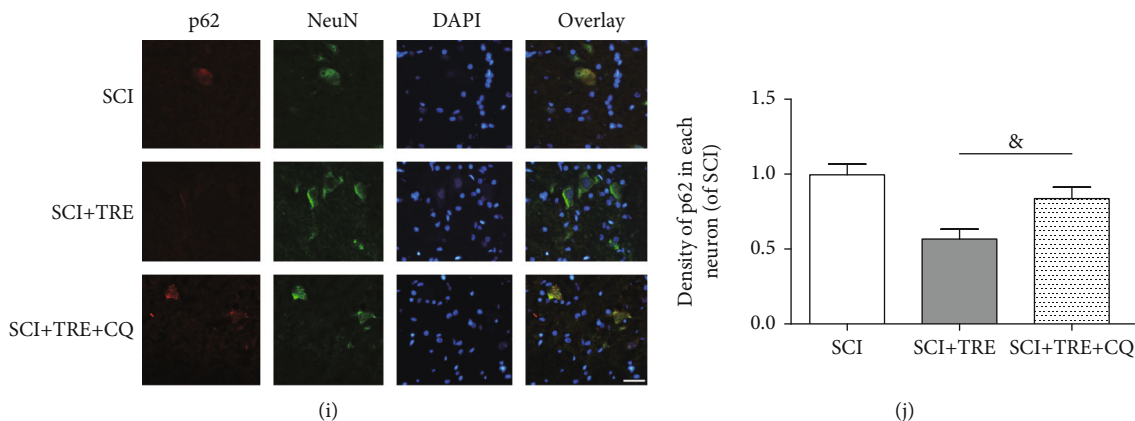 p62 NeuN DAPI Overlay
SCI
SCI+TRE
SCI+TRE+CQ
(i)
Density of p62 in each
neuron (of SCI)
1.5
1.0
0.5
0.0
&
SCI SCI+TRE SCI+TRE+CQ
(j)